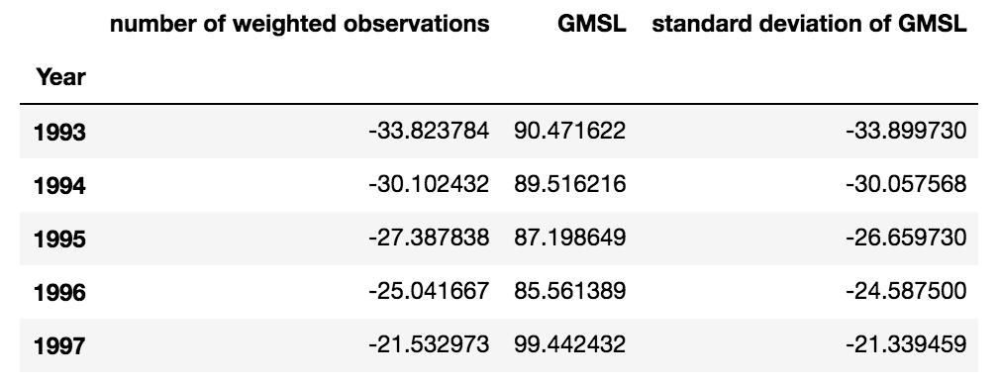 number of weighted observations GMSL standard deviation of GMSL
Year
1993 -33.823784 90.471622 -33.899730
1994 -30.102432 89.516216 -30.057568
1995 -27.387838 87.198649 -26.659730
1996 -25.041667 85.561389 -24.587500
1997 -21.532973 99.442432 -21.339459